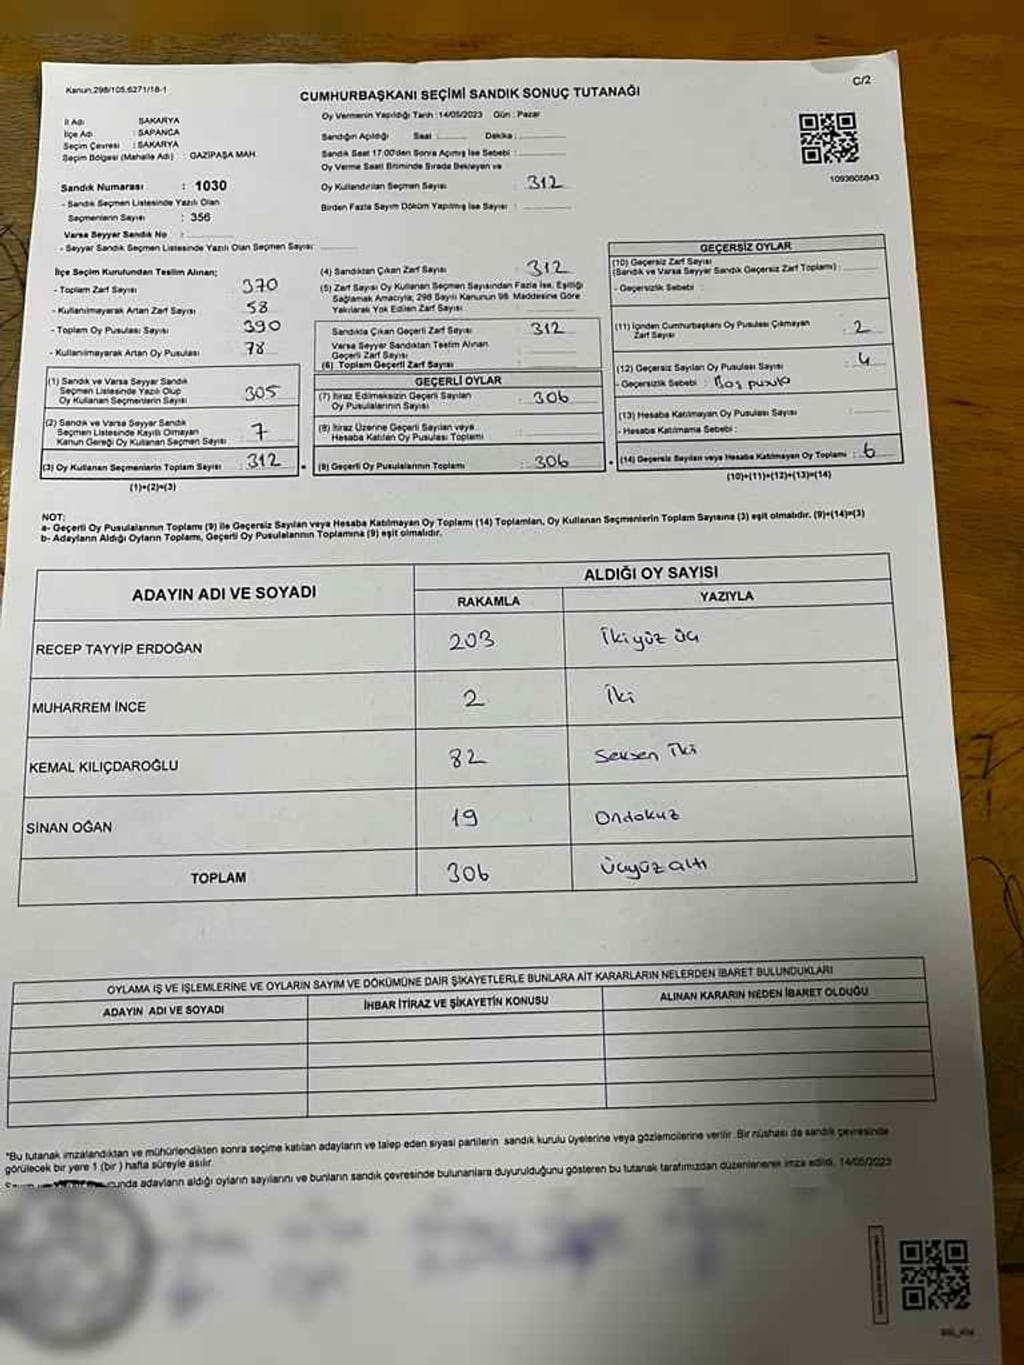 Kanun.298/105,6271/18-1
C/2
CUMHURBAŞKANI SEÇİMİ SANDIK SONUÇ TUTANAĞI
İl Adı SAKARYA
İlçe Adı : SAPANCA
Seçim Çevresi : SAKARYA
Seçim Bölgesi (Mahalle Adı) : GAZİPAŞA MAH
Sandık Numarası : 1030
- Sandık Seçmen Listesinde Yazılı Olan
Seçmenlerin Sayısı : 356
Varsa Seyyar Sandık No :
- Seyyar Sandık Seçmen Listesinde Yazılı Olan Seçmen Sayısı:
Oy Vermenin Yapıldığı Tarih :14/05/2023 Gün : Pazar
Sandığın Açıldığı Saat : Dakika :
Sandık Saat 17:00'den Sonra Açmış İse Sebebi :
Oy Verme Saati Bitiminde Sırada Bekleyen ve
Oy Kullandırılan Seçmen Sayısı : 312
Birden Fazla Sayım Döküm Yapılmış İse Sayısı :
1093605843
İlçe Seçim Kurulundan Teslim Alınan;
- Toplam Zarf Sayısı 370
- Kullanılmayarak Artan Zarf Sayısı 58
- Toplam Oy Pusulası Sayısı 390
- Kullanılmayarak Artan Oy Pusulası 78
(1) Sandık ve Varsa Seyyar Sandık
Seçmen Listesinde Yazılı Olup
Oy Kullanan Seçmenlerin Sayısı 305
(2) Sandık ve Varsa Seyyar Sandık
Seçmen Listesinde Kayıtlı Olmayan
Kanun Gereği Oy Kullanan Seçmen Sayısı : 7
(3) Oy Kullanan Seçmenlerin Toplam Sayısı : 312
(1)+(2)=(3)
(4) Sandıktan Çıkan Zarf Sayısı : 312
(5) Zarf Sayısı Oy Kullanan Seçmen Sayısından Fazla İse, Eşitliği
Sağlamak Amacıyla; 298 Sayılı Kanunun 98. Maddesine Göre
Yakılarak Yok Edilen Zarf Sayısı :
Sandıkta Çıkan Geçerli Zarf Sayısı : 312
Varsa Seyyar Sandıktan Teslim Alınan
Geçerli Zarf Sayısı
(6) Toplam Geçerli Zarf Sayısı :
GEÇERLİ OYLAR
(7) İtiraz Edilmeksizin Geçerli Sayılan
Oy Pusulalarının Sayısı : 306
(8) İtiraz Üzerine Geçerli Sayılan veya
Hesaba Katılan Oy Pusulası Toplamı :
(9) Geçerli Oy Pusulalarının Toplamı : 306
GEÇERSİZ OYLAR
(10) Geçersiz Zarf Sayısı
(Sandık ve Varsa Seyyar Sandık Geçersiz Zarf Toplamı) :
- Geçersizlik Sebebi :
(11) İçinden Cumhurbaşkanı Oy Pusulası Çıkmayan
Zarf Sayısı : 2
(12) Geçersiz Sayılan Oy Pusulası Sayısı : 4
- Geçersizlik Sebebi : Boş pusula
(13) Hesaba Katılmayan Oy Pusulası Sayısı :
- Hesaba Katılmama Sebebi :
(14) Geçersiz Sayılan veya Hesaba Katılmayan Oy Toplamı : 6
(10)+(11)+(12)+(13)=(14)
NOT:
a- Geçerli Oy Pusulalarının Toplamı (9) ile Geçersiz Sayılan veya Hesaba Katılmayan Oy Toplamı (14) Toplamları, Oy Kullanan Seçmenlerin Toplam Sayısına (3) eşit olmalıdır. (9)+(14)=(3)
b- Adayların Aldığı Oyların Toplamı, Geçerli Oy Pusulalarının Toplamına (9) eşit olmalıdır.
ADAYIN ADI VE SOYADI
ALDIĞI OY SAYISI
RAKAMLA YAZIYLA
RECEP TAYYİP ERDOĞAN 203 İkiyüz üç
MUHARREM İNCE 2 İki
KEMAL KILIÇDAROĞLU 82 Seksen İki
SİNAN OĞAN 19 Ondokuz
TOPLAM 306 Üçyüz altı
OYLAMA İŞ VE İŞLEMLERİNE VE OYLARIN SAYIM VE DÖKÜMÜNE DAİR ŞİKAYETLERLE BUNLARA AİT KARARLARIN NELERDEN İBARET BULUNDUKLARI
ADAYIN ADI VE SOYADI İHBAR İTİRAZ VE ŞİKAYETİN KONUSU ALINAN KARARIN NEDEN İBARET OLDUĞU
*Bu tutanak imzalandıktan ve mühürlendikten sonra seçime katılan adayların ve talep eden siyasi partilerin sandık kurulu üyelerine veya gözlemcilerine verilir .Bir nüshası da sandık çevresinde
görülecek bir yere 1 (bir ) hafta süreyle asılır.
adayların aldığı oyların sayılarını ve bunların sandık çevresinde bulunanlara duyurulduğunu gösteren bu tutanak tarafımızdan düzenlenerek imza edildi. 14/05/2023